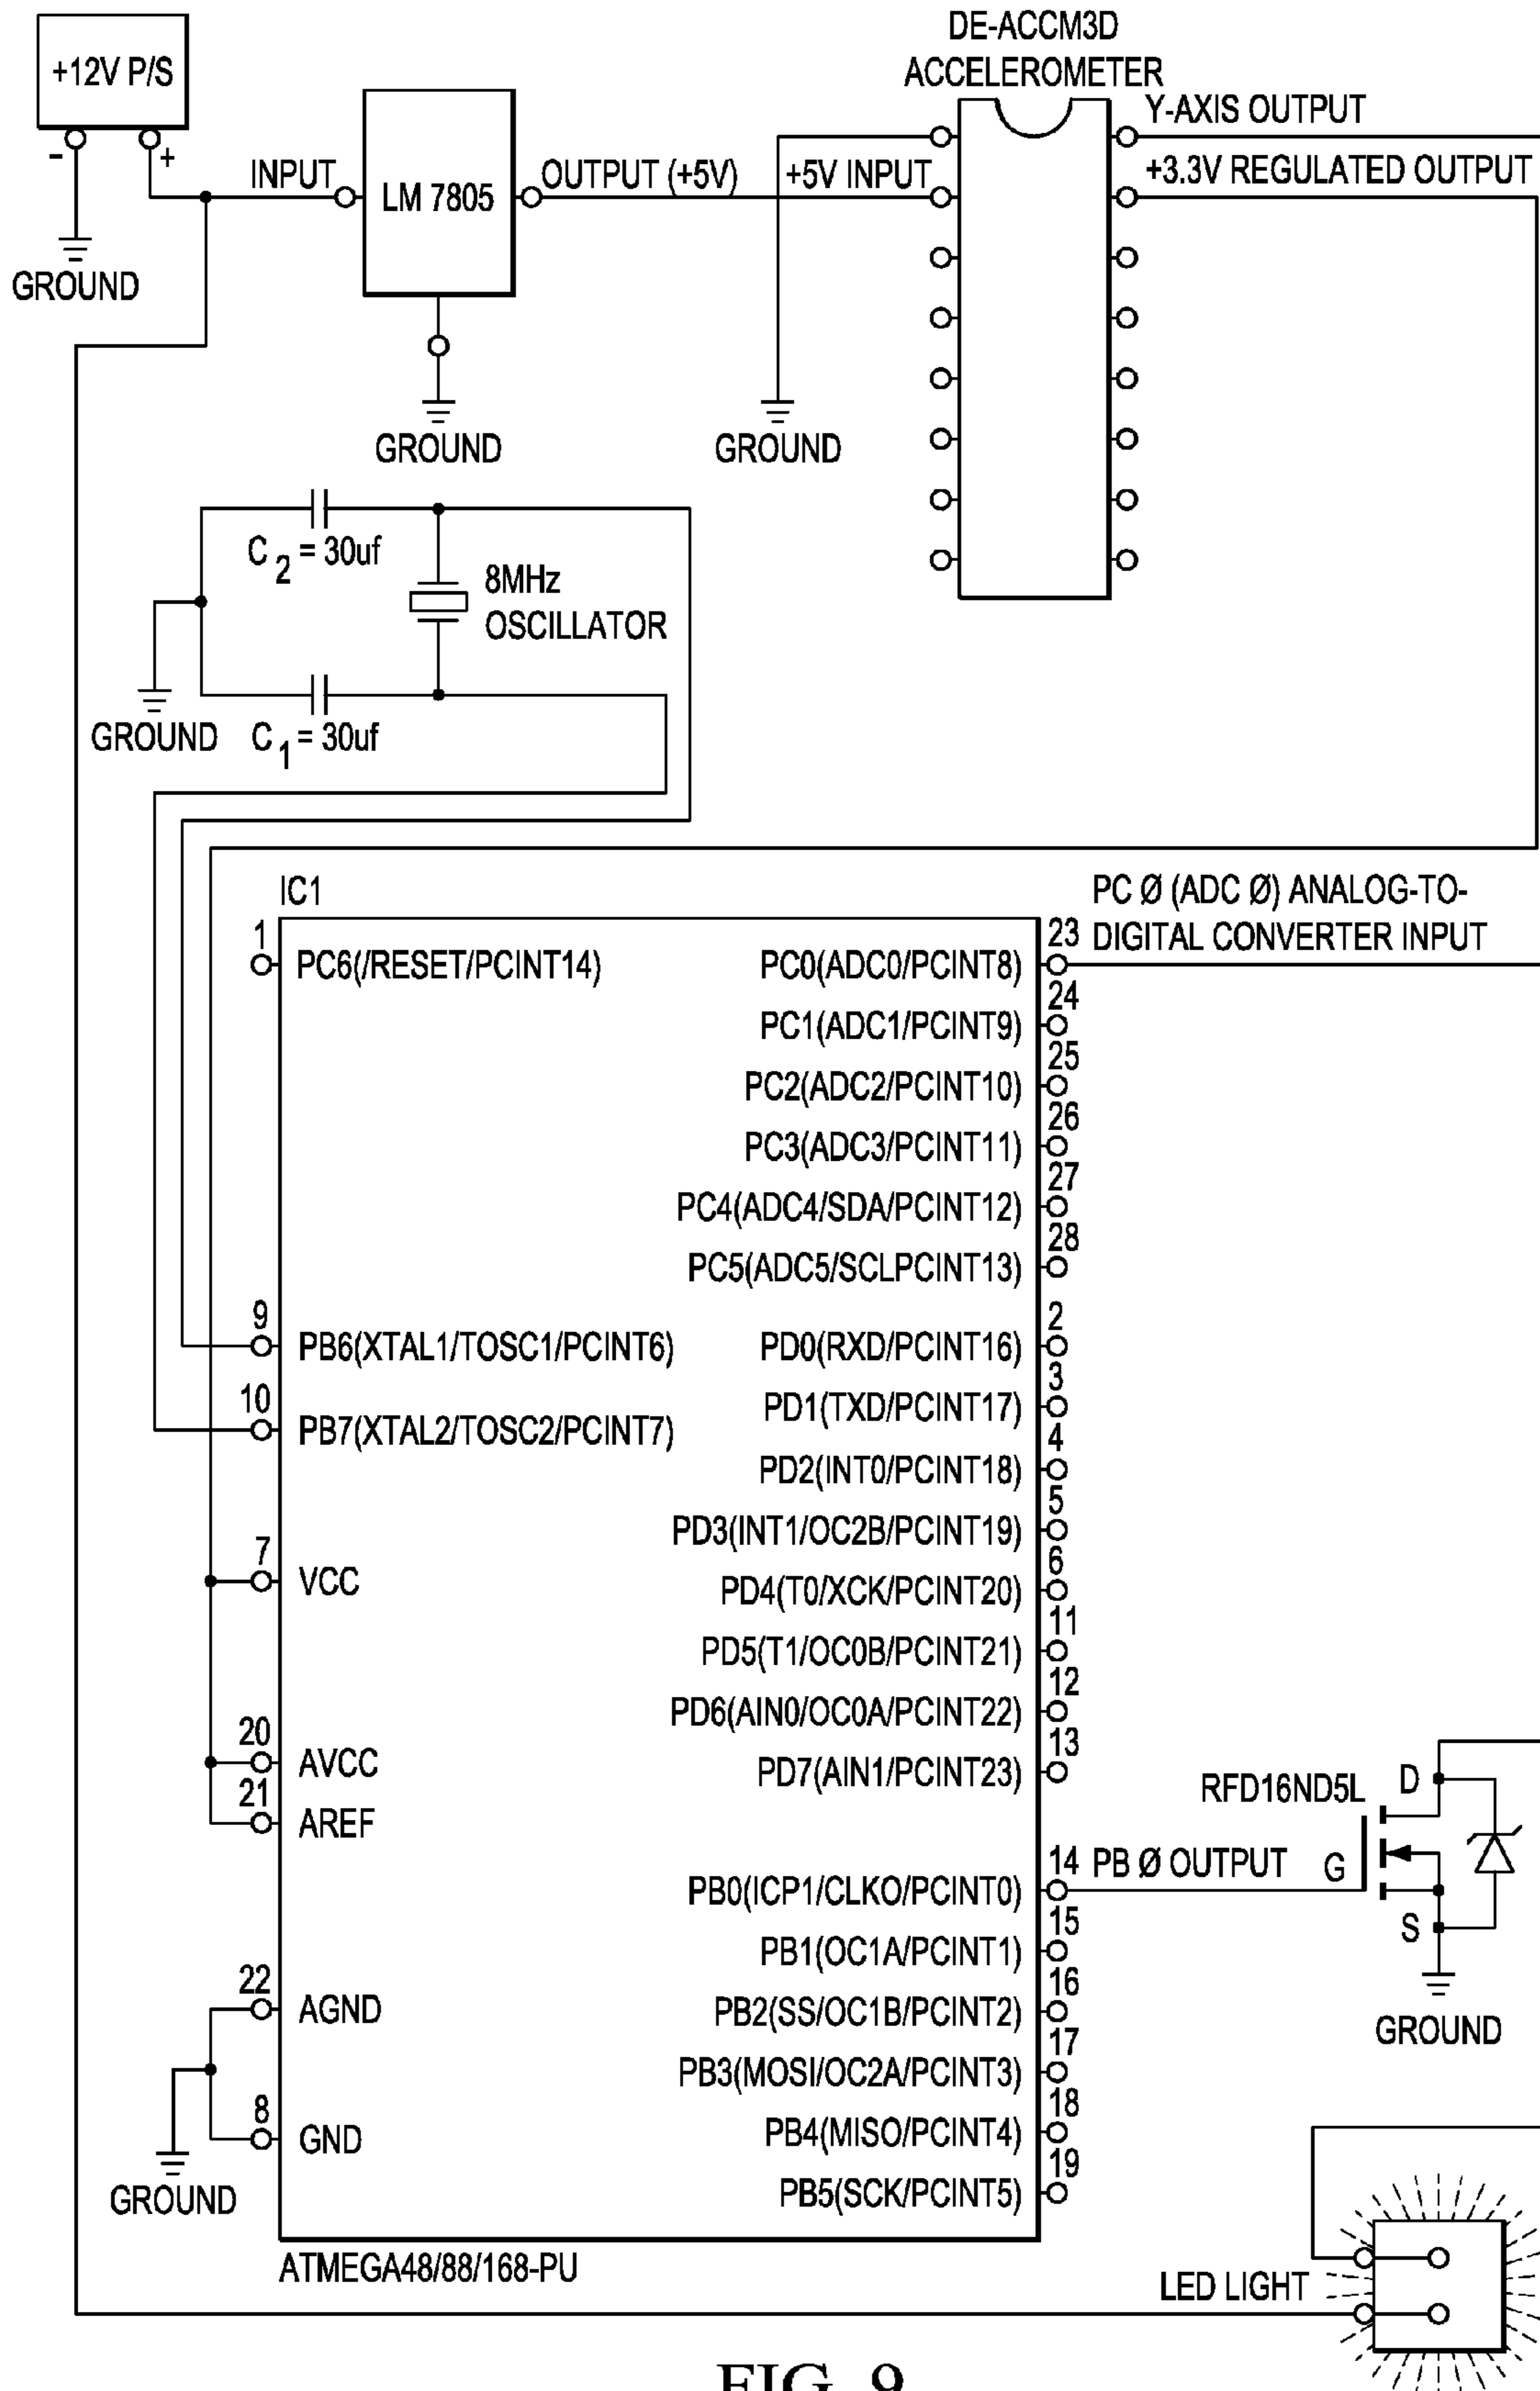 +12V P/S
-
+
GROUND
INPUT
LM 7805
OUTPUT (+5V)
GROUND
DE-ACCM3D
ACCELEROMETER
+5V INPUT
GROUND
Y-AXIS OUTPUT
+3.3V REGULATED OUTPUT
C 2 = 30uf
8MHz
OSCILLATOR
GROUND
C 1 = 30uf
IC1
1
PC6(/RESET/PCINT14)
9
PB6(XTAL1/TOSC1/PCINT6)
10
PB7(XTAL2/TOSC2/PCINT7)
7
VCC
20
AVCC
21
AREF
22
AGND
8
GND
GROUND
PC Ø (ADC Ø) ANALOG-TO-
DIGITAL CONVERTER INPUT
PC0(ADC0/PCINT8)
23
PC1(ADC1/PCINT9)
24
PC2(ADC2/PCINT10)
25
PC3(ADC3/PCINT11)
26
PC4(ADC4/SDA/PCINT12)
27
PC5(ADC5/SCLPCINT13)
28
PD0(RXD/PCINT16)
2
PD1(TXD/PCINT17)
3
PD2(INT0/PCINT18)
4
PD3(INT1/OC2B/PCINT19)
5
PD4(T0/XCK/PCINT20)
6
PD5(T1/OC0B/PCINT21)
11
PD6(AIN0/OC0A/PCINT22)
12
PD7(AIN1/PCINT23)
13
PB0(ICP1/CLKO/PCINT0)
14
PB Ø OUTPUT
PB1(OC1A/PCINT1)
15
PB2(SS/OC1B/PCINT2)
16
PB3(MOSI/OC2A/PCINT3)
17
PB4(MISO/PCINT4)
18
PB5(SCK/PCINT5)
19
ATMEGA48/88/168-PU
RFD16ND5L
D
G
S
GROUND
LED LIGHT
FIG. 9